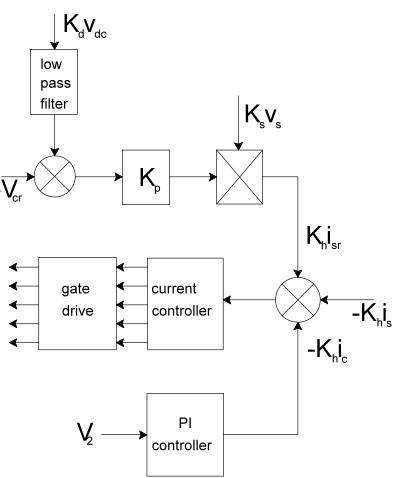 K_d v_dc
low
pass
filter
K_s v_s
-V_cr
K_p
K_h i_sr
gate
drive
current
controller
-K_h i_s
-K_h i_c
V_2
PI
controller